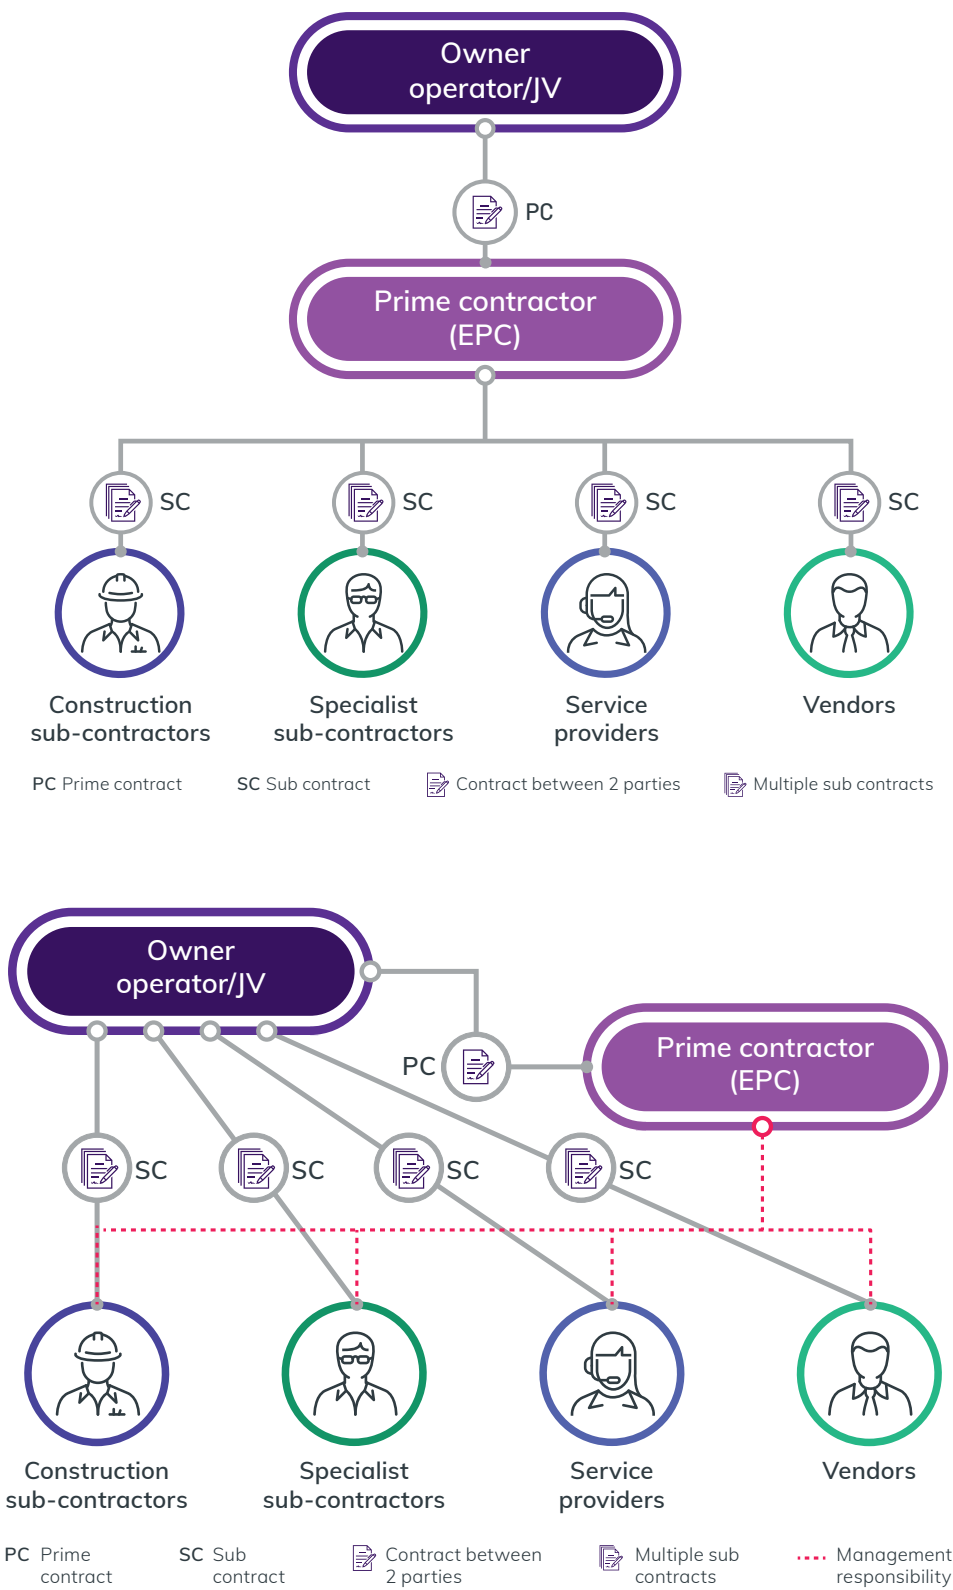 Owner
operator/JV
PC
Prime contractor
(EPC)
SC
SC
SC
SC
Construction
sub-contractors
Specialist
sub-contractors
Service
providers
Vendors
PC Prime contract
SC Sub contract
Contract between 2 parties
Multiple sub contracts
Owner
operator/JV
PC
Prime contractor
(EPC)
SC
SC
SC
SC
Construction
sub-contractors
Specialist
sub-contractors
Service
providers
Vendors
PC Prime
contract
SC Sub
contract
Contract between
2 parties
Multiple sub
contracts
Management
responsibility